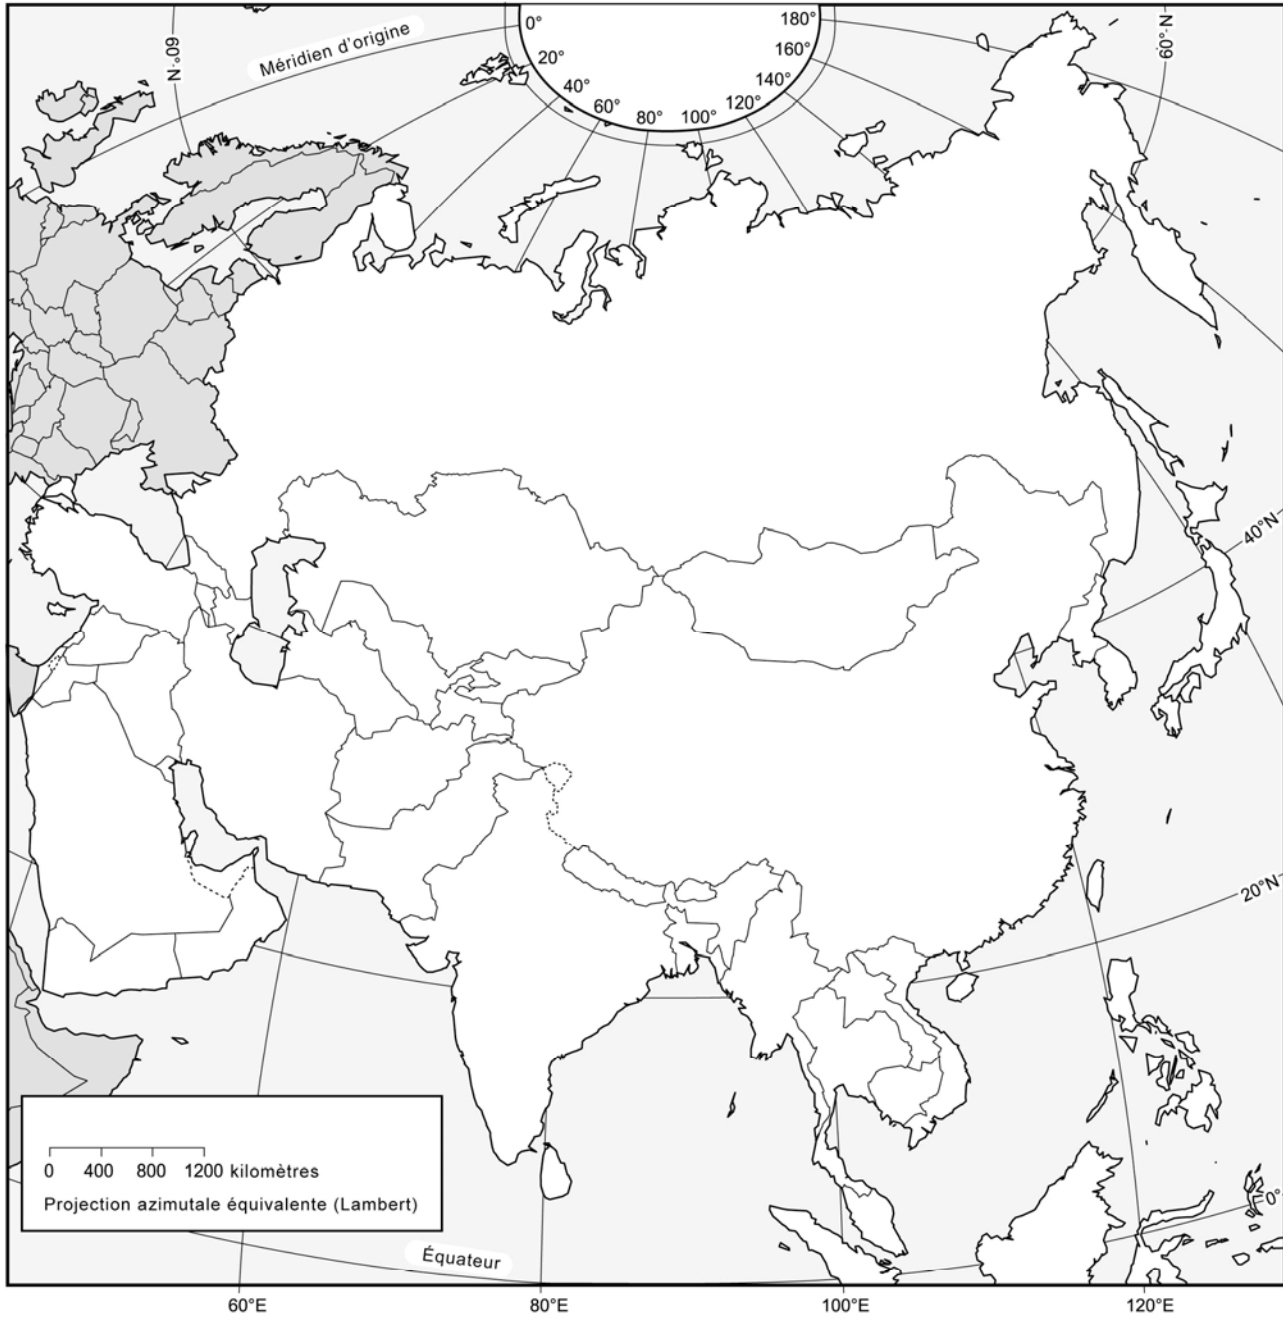 0°
180°
Méridien d'origine
60°N
20°
160°
60°N
40°
140°
60°
120°
80°
100°
40°N
20°N
0 400 800 1200 kilomètres
Projection azimutale équivalente (Lambert)
0°
Équateur
60°E
80°E
100°E
120°E